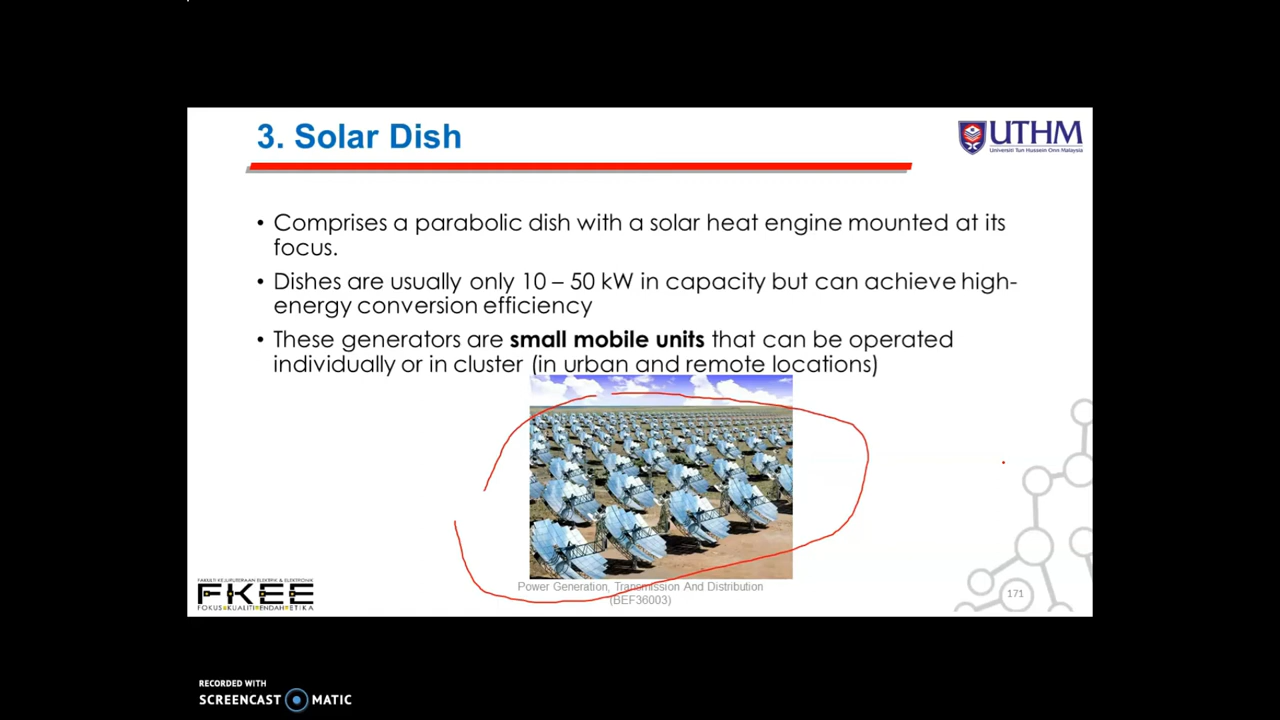 3. Solar Dish
UTHM
Universiti Tun Hussein Onn Malaysia
• Comprises a parabolic dish with a solar heat engine mounted at its
focus.
• Dishes are usually only 10 – 50 kW in capacity but can achieve high-
energy conversion efficiency
• These generators are small mobile units that can be operated
individually or in cluster (in urban and remote locations)
FAKULTI KEJURUTERAAN ELEKTRIK & ELEKTRONIK
FKEE
FOKUS KUALITI ENDAH ETIKA
Power Generation, Transmission And Distribution
(BEF36003)
171
RECORDED WITH
SCREENCAST MATIC